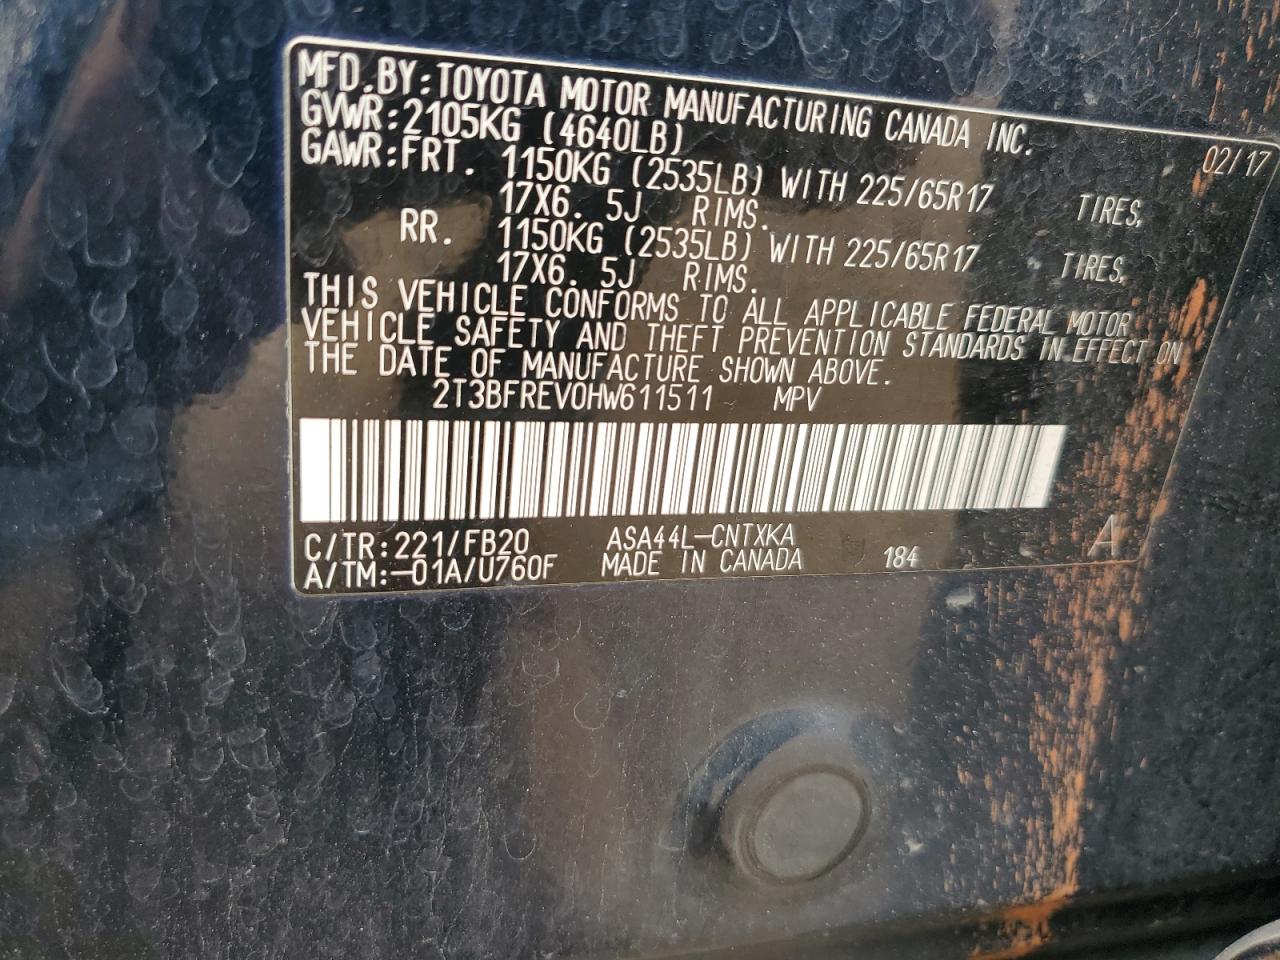 MFD.BY:TOYOTA MOTOR MANUFACTURING CANADA INC. 02/17
GVWR:2105KG (4640LB)
GAWR:FRT. 1150KG (2535LB) WITH 225/65R17 TIRES,
17X6.5J RIMS.
RR. 1150KG (2535LB) WITH 225/65R17 TIRES,
17X6.5J RIMS.
THIS VEHICLE CONFORMS TO ALL APPLICABLE FEDERAL MOTOR
VEHICLE SAFETY AND THEFT PREVENTION STANDARDS IN EFFECT ON
THE DATE OF MANUFACTURE SHOWN ABOVE.
2T3BFREV0HW611511 MPV
C/TR:221/FB20 ASA44L-CNTXKA
A/TM:-01A/U760F MADE IN CANADA 184 A